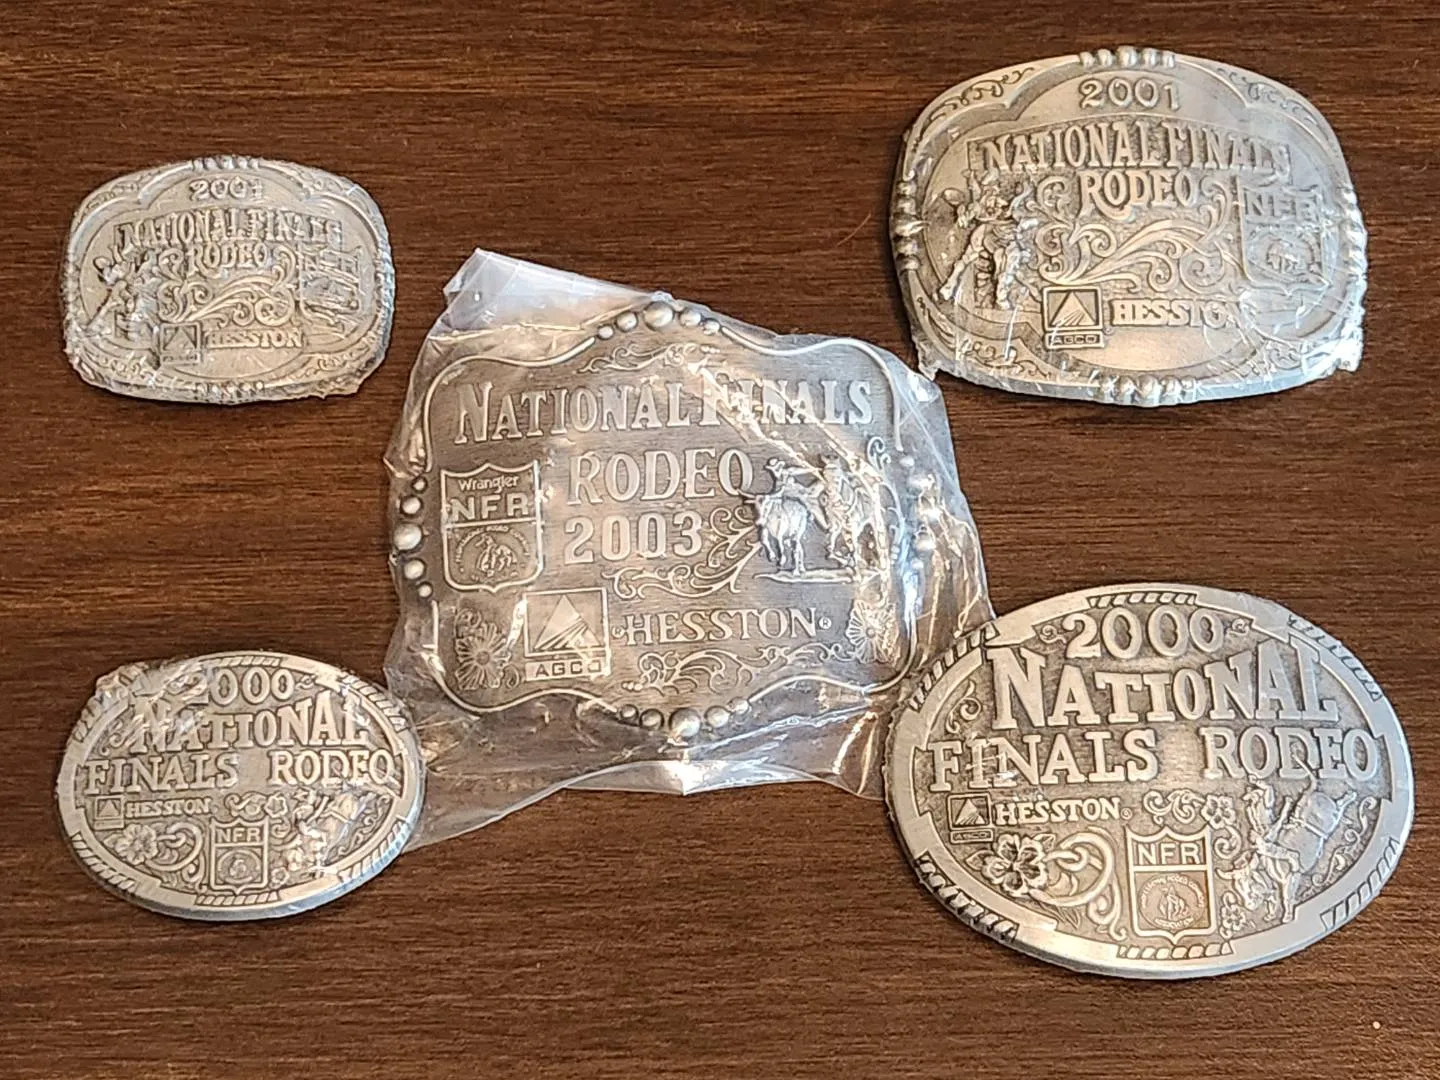 2001
NATIONAL FINALS
RODEO
HESSTON
2001
NATIONAL FINALS
RODEO
NFR
HESSTON
AGCO
NATIONAL FINALS
RODEO
2003
Wrangler
NFR
HESSTON®
AGCO
2000
NATIONAL
FINALS RODEO
HESSTON
NFR
2000
NATIONAL
FINALS RODEO
HESSTON®
AGCO
NFR